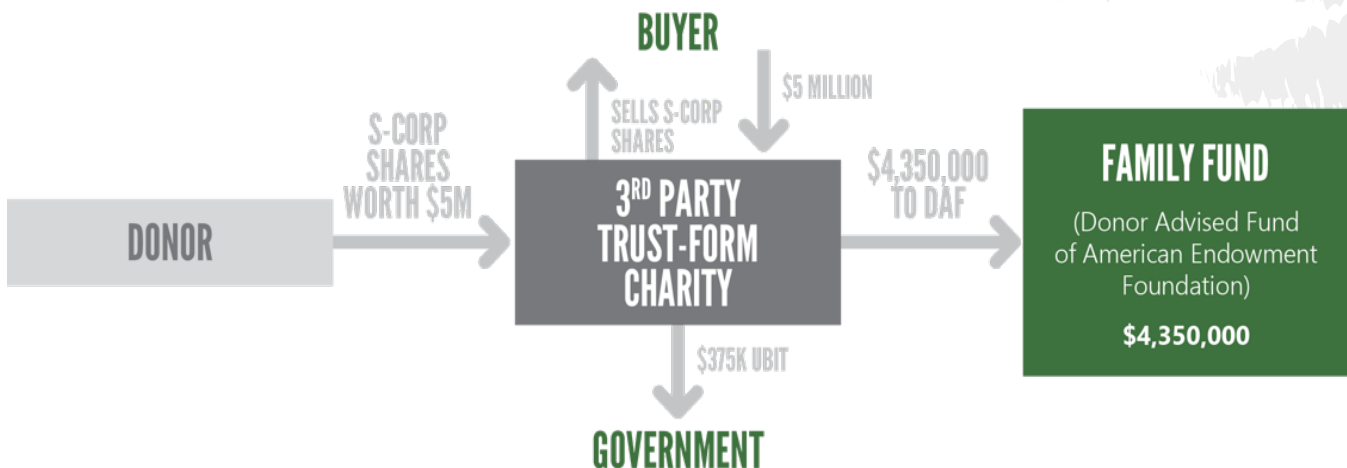 BUYER
SELLS S-CORP
SHARES
$5 MILLION
S-CORP
SHARES
WORTH $5M
DONOR
3RD PARTY
TRUST-FORM
CHARITY
$4,350,000
TO DAF
FAMILY FUND
(Donor Advised Fund
of American Endowment
Foundation)
$4,350,000
$375K UBIT
GOVERNMENT